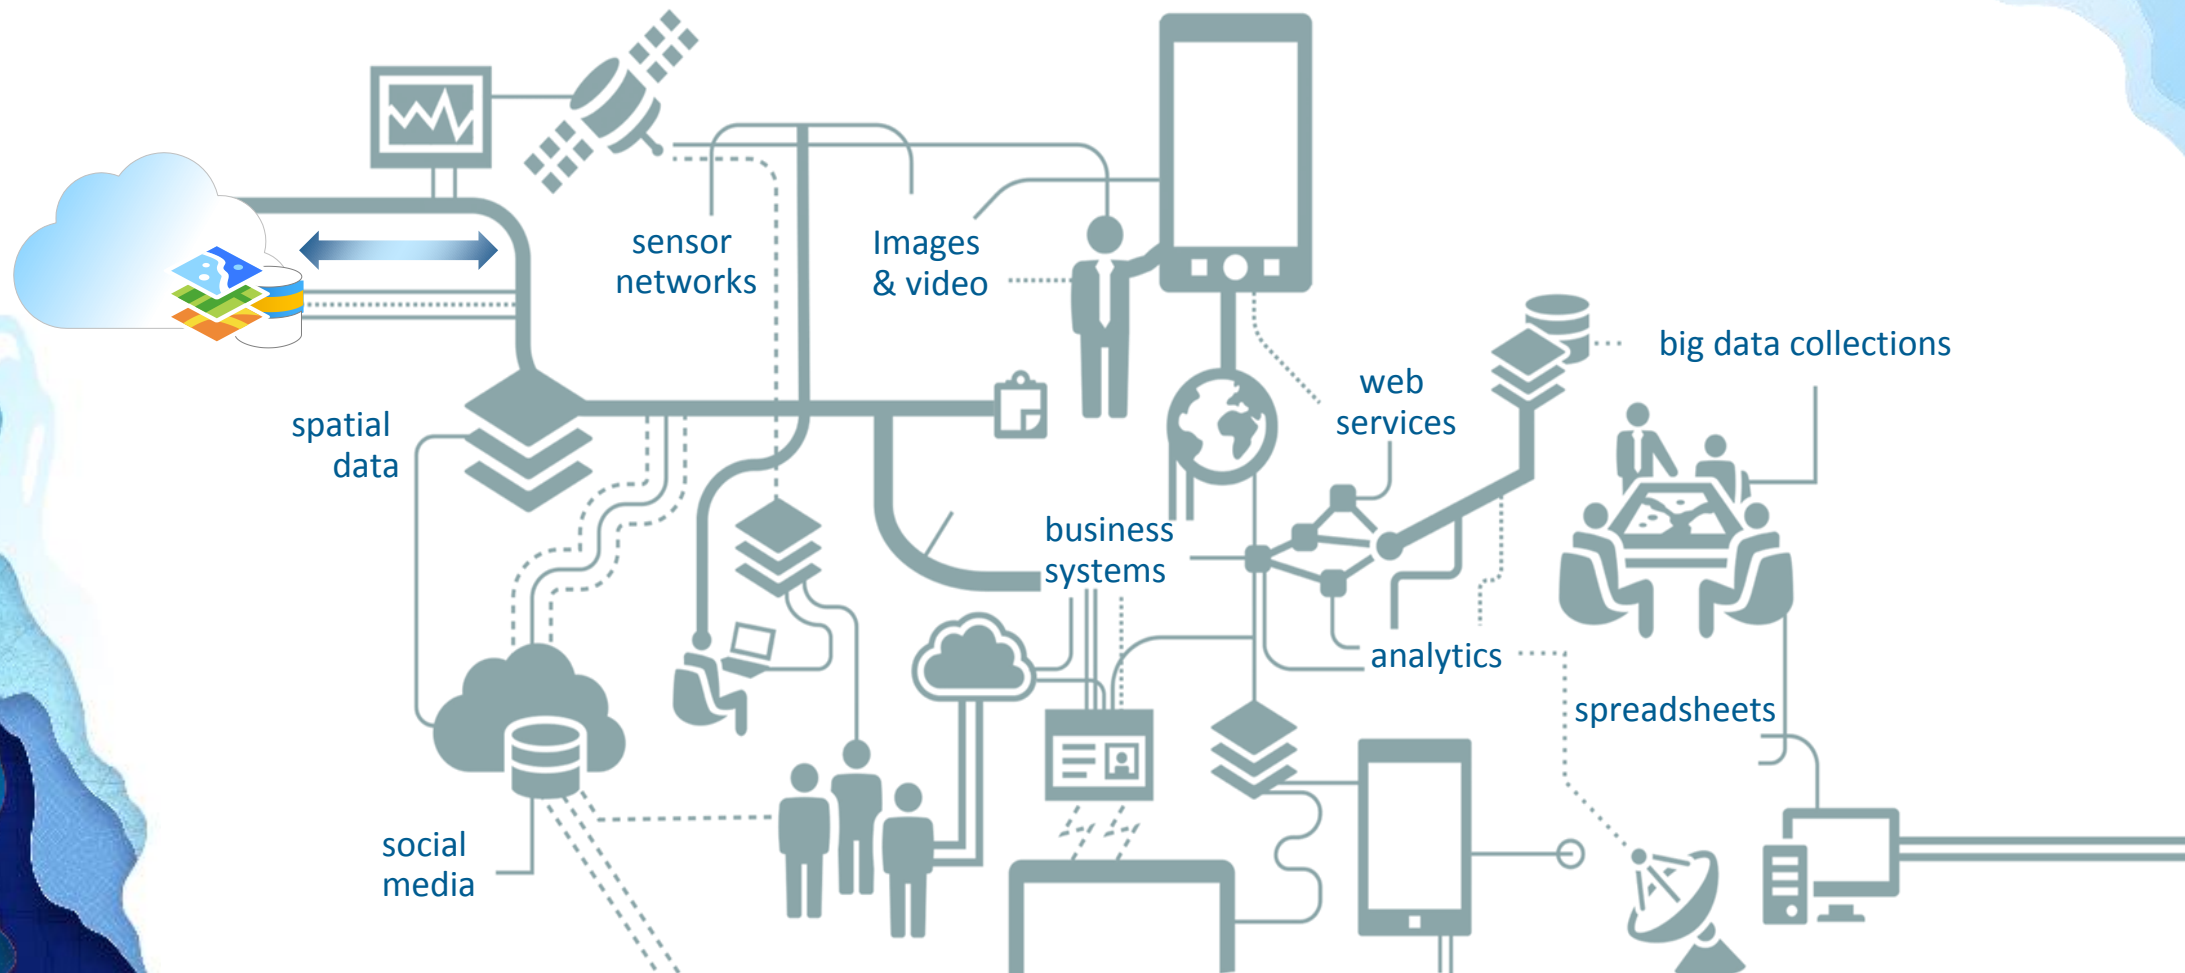 sensor
networks
Images
& video
big data collections
web
services
spatial
data
business
systems
analytics
spreadsheets
social
media